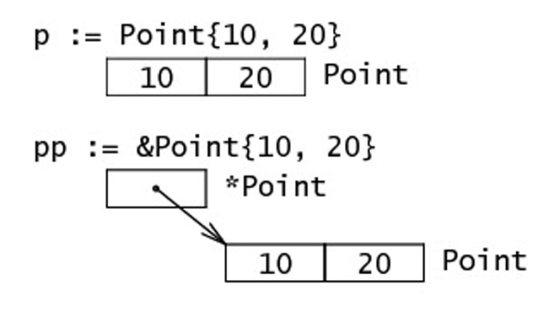 p := Point{10, 20}
10 20 Point
pp := &Point{10, 20}
*Point
10 20 Point